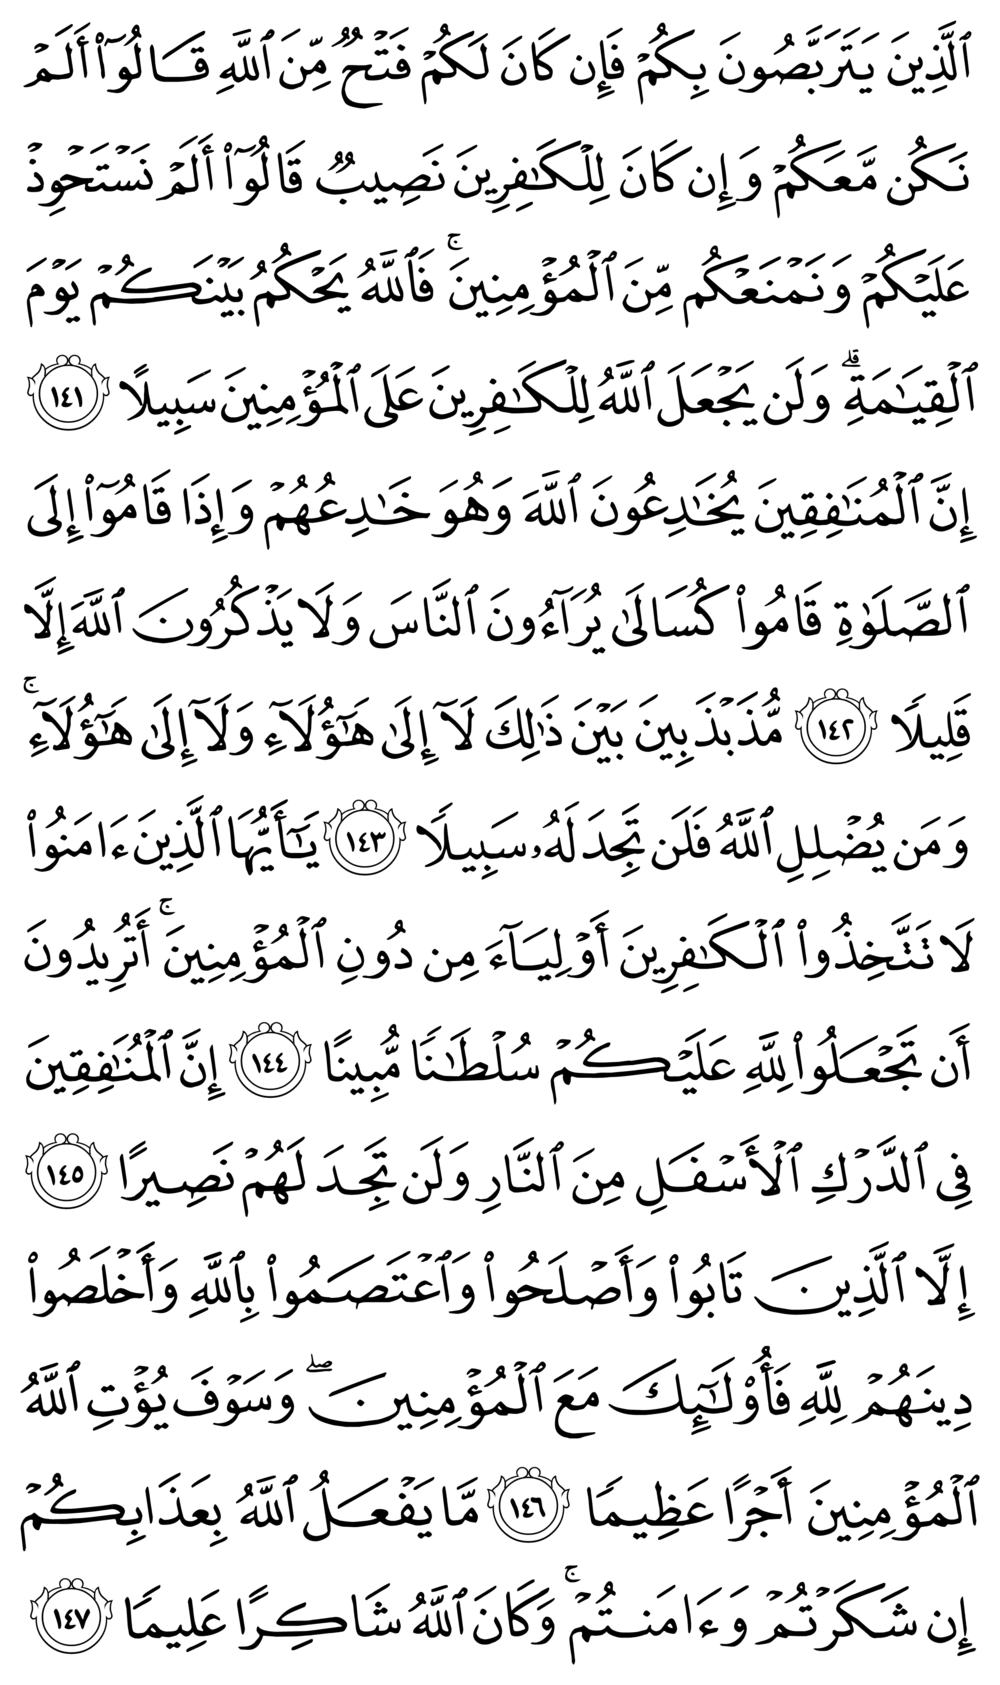 ٱلَّذِينَ يَتَرَبَّصُونَ بِكُمۡ فَإِن كَانَ لَكُمۡ فَتۡحٞ مِّنَ ٱللَّهِ قَالُوٓاْ أَلَمۡ
نَكُن مَّعَكُمۡ وَإِن كَانَ لِلۡكَٰفِرِينَ نَصِيبٞ قَالُوٓاْ أَلَمۡ نَسۡتَحۡوِذۡ
عَلَيۡكُمۡ وَنَمۡنَعۡكُم مِّنَ ٱلۡمُؤۡمِنِينَۚ فَٱللَّهُ يَحۡكُمُ بَيۡنَكُمۡ يَوۡمَ
ٱلۡقِيَٰمَةِۗ وَلَن يَجۡعَلَ ٱللَّهُ لِلۡكَٰفِرِينَ عَلَى ٱلۡمُؤۡمِنِينَ سَبِيلًا ١٤١
إِنَّ ٱلۡمُنَٰفِقِينَ يُخَٰدِعُونَ ٱللَّهَ وَهُوَ خَٰدِعُهُمۡ وَإِذَا قَامُوٓاْ إِلَى
ٱلصَّلَوٰةِ قَامُواْ كُسَالَىٰ يُرَآءُونَ ٱلنَّاسَ وَلَا يَذۡكُرُونَ ٱللَّهَ إِلَّا
قَلِيلًا ١٤٢ مُّذَبۡذَبِينَ بَيۡنَ ذَٰلِكَ لَآ إِلَىٰ هَٰٓؤُلَآءِ وَلَآ إِلَىٰ هَٰٓؤُلَآءِۚ
وَمَن يُضۡلِلِ ٱللَّهُ فَلَن تَجِدَ لَهُۥ سَبِيلًا ١٤٣ يَٰٓأَيُّهَا ٱلَّذِينَ ءَامَنُواْ
لَا تَتَّخِذُواْ ٱلۡكَٰفِرِينَ أَوۡلِيَآءَ مِن دُونِ ٱلۡمُؤۡمِنِينَۚ أَتُرِيدُونَ
أَن تَجۡعَلُواْ لِلَّهِ عَلَيۡكُمۡ سُلۡطَٰنٗا مُّبِينًا ١٤٤ إِنَّ ٱلۡمُنَٰفِقِينَ
فِي ٱلدَّرۡكِ ٱلۡأَسۡفَلِ مِنَ ٱلنَّارِ وَلَن تَجِدَ لَهُمۡ نَصِيرًا ١٤٥
إِلَّا ٱلَّذِينَ تَابُواْ وَأَصۡلَحُواْ وَٱعۡتَصَمُواْ بِٱللَّهِ وَأَخۡلَصُواْ
دِينَهُمۡ لِلَّهِ فَأُوْلَٰٓئِكَ مَعَ ٱلۡمُؤۡمِنِينَۖ وَسَوۡفَ يُؤۡتِ ٱللَّهُ
ٱلۡمُؤۡمِنِينَ أَجۡرًا عَظِيمٗا ١٤٦ مَّا يَفۡعَلُ ٱللَّهُ بِعَذَابِكُمۡ
إِن شَكَرۡتُمۡ وَءَامَنتُمۡۚ وَكَانَ ٱللَّهُ شَاكِرًا عَلِيمٗا ١٤٧